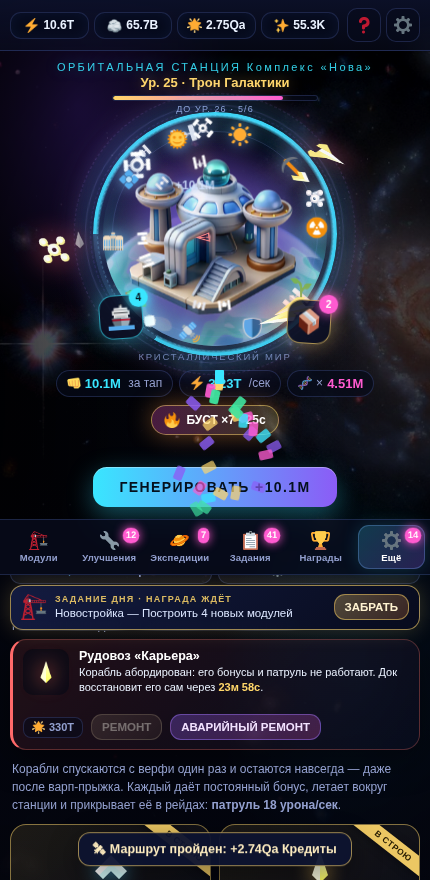 10.6T 65.7B 2.75Qa 55.3K
ОРБИТАЛЬНАЯ СТАНЦИЯ Комплекс «Нова»
Ур. 25 · Трон Галактики
ДО УР. 26 · 5/6
4
2
КРИСТАЛЛИЧЕСКИЙ МИР
10.1M за тап
/сек
× 4.51M
БУСТ
ГЕНЕРИРОВАТЬ +10.1M
12 7 41 14
Модули Улучшения Экспедиции Задания Награды Ещё
ЗАДАНИЕ ДНЯ · НАГРАДА ЖДЁТ
Новостройка — Построить 4 новых модулей
ЗАБРАТЬ
Рудовоз «Карьера»
Корабль абордирован: его бонусы и патруль не работают. Док
восстановит его сам через 23м 58с.
330T РЕМОНТ АВАРИЙНЫЙ РЕМОНТ
Корабли спускаются с верфи один раз и остаются навсегда — даже
после варп-прыжка. Каждый даёт постоянный бонус, летает вокруг
станции и прикрывает её в рейдах: патруль 18 урона/сек.
В СТРОЮ
Маршрут пройден: +2.74Qa Кредиты